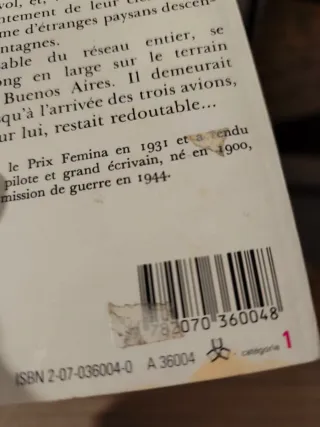 vol, et,
ntement de leur
me d'étranges paysans descen-
ntagnes.
able du réseau entier, se
ong en large sur le terrain
Buenos Aires. Il demeurait
squ'à l'arrivée des trois avions,
ur lui, restait redoutable...
le Prix Femina en 1931 et a rendu
pilote et grand écrivain, né en 1900,
mission de guerre en 1944.
782070 360048
ISBN 2-07-036004-0 A 36004 catégorie 1